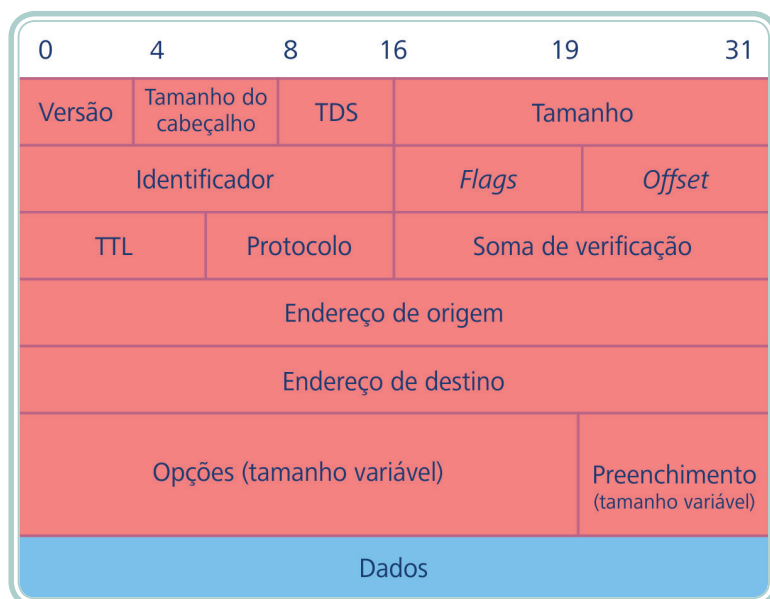 0 4 8 16 19 31
Versão Tamanho do cabeçalho TDS Tamanho
Identificador Flags Offset
TTL Protocolo Soma de verificação
Endereço de origem
Endereço de destino
Opções (tamanho variável) Preenchimento
(tamanho variável)
Dados